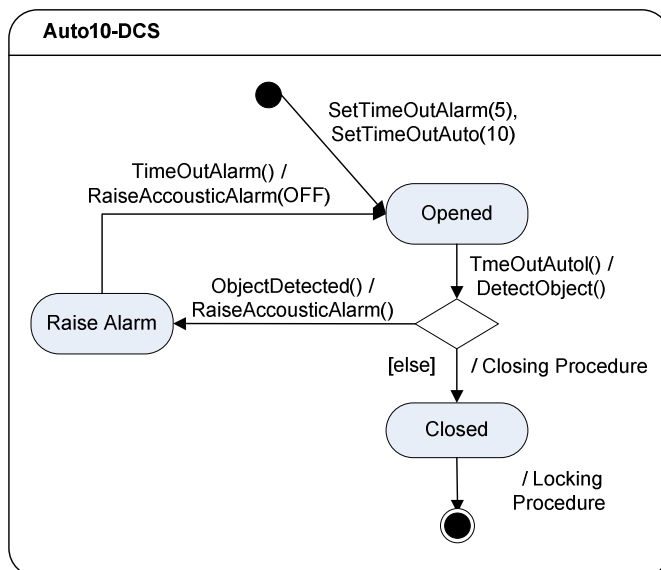 Auto10-DCS
SetTimeOutAlarm(5),
SetTimeOutAuto(10)
TimeOutAlarm() /
RaiseAccousticAlarm(OFF)
Opened
TmeOutAutoI() /
DetectObject()
ObjectDetected() /
RaiseAccousticAlarm()
Raise Alarm
[else]
/ Closing Procedure
Closed
/ Locking
Procedure